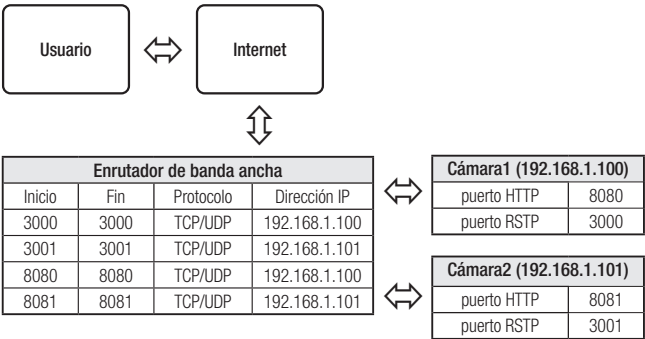 Usuario
Internet
Enrutador de banda ancha
Inicio Fin Protocolo Dirección IP
3000 3000 TCP/UDP 192.168.1.100
3001 3001 TCP/UDP 192.168.1.101
8080 8080 TCP/UDP 192.168.1.100
8081 8081 TCP/UDP 192.168.1.101
Cámara1 (192.168.1.100)
puerto HTTP 8080
puerto RSTP 3000
Cámara2 (192.168.1.101)
puerto HTTP 8081
puerto RSTP 3001